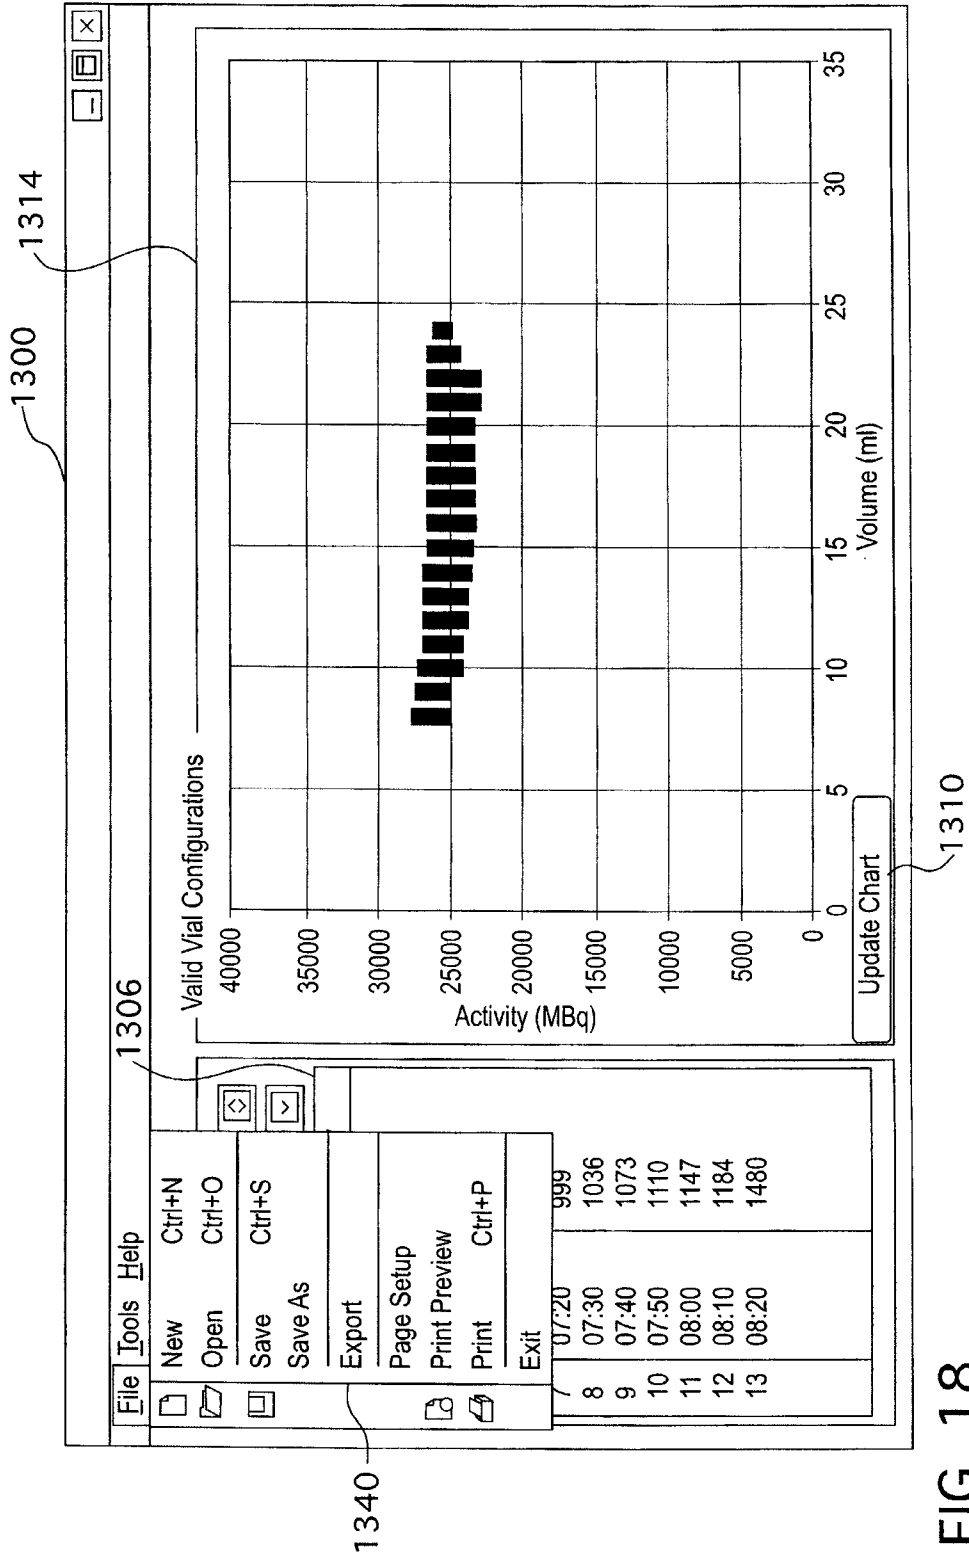 1300
1314
File Tools Help
1306
New Ctrl+N
Open Ctrl+O
Save Ctrl+S
Save As
Export
Page Setup
Print Preview
Print Ctrl+P
Exit
1340
07:20 999
8 07:30 1036
9 07:40 1073
10 07:50 1110
11 08:00 1147
12 08:10 1184
13 08:20 1480
Valid Vial Configurations
40000
35000
30000
25000
20000
15000
10000
5000
0
Activity (MBq)
0 5 10 15 20 25 30 35
Volume (ml)
Update Chart
1310
FIG. 18